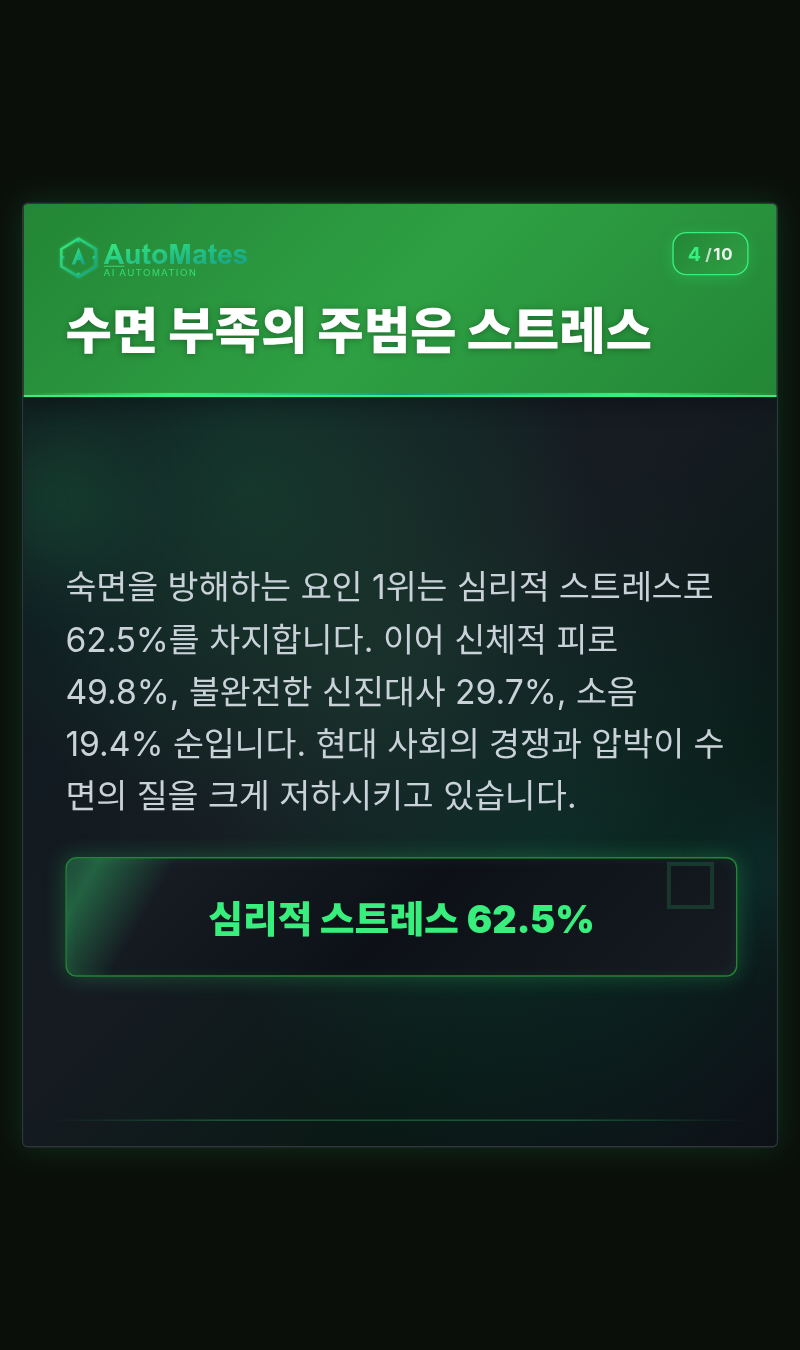 AutoMates
AI AUTOMATION
4 /10
수면 부족의 주범은 스트레스
숙면을 방해하는 요인 1위는 심리적 스트레스로
62.5%를 차지합니다. 이어 신체적 피로
49.8%, 불완전한 신진대사 29.7%, 소음
19.4% 순입니다. 현대 사회의 경쟁과 압박이 수
면의 질을 크게 저하시키고 있습니다.
심리적 스트레스 62.5%